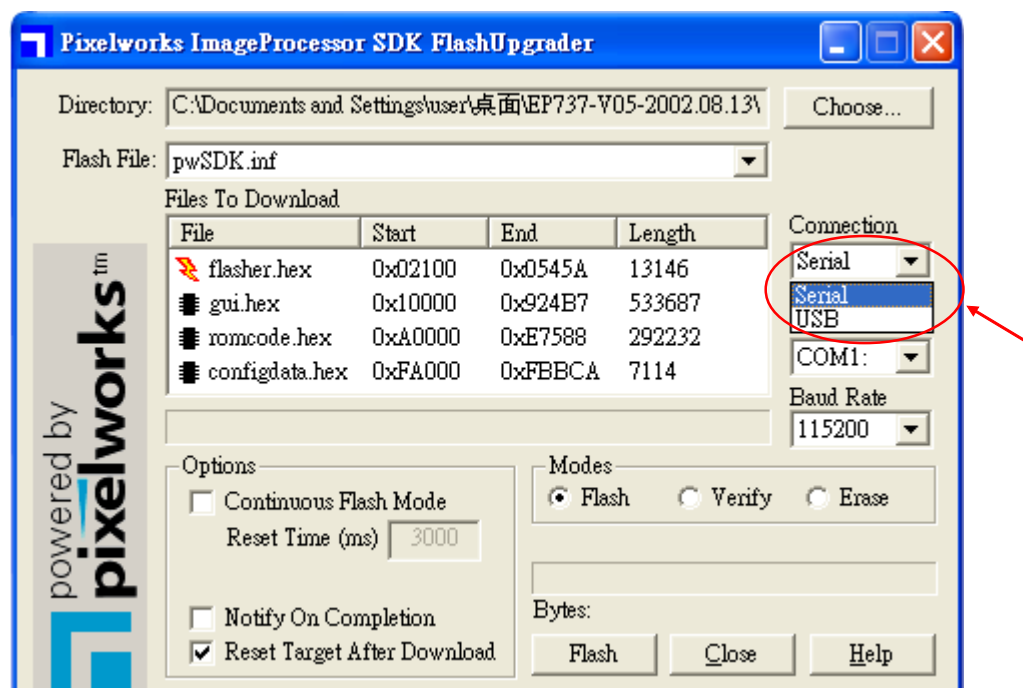 Pixelworks ImageProcessor SDK FlashUpgrader
Directory: C:\Documents and Settings\user\桌面\EP737-V05-2002.08.13\ Choose...
Flash File: pwSDK.inf
Files To Download
File Start End Length
flasher.hex 0x02100 0x0545A 13146
gui.hex 0x10000 0x924B7 533687
romcode.hex 0xA0000 0xE7588 292232
configdata.hex 0xFA000 0xFBBCA 7114
Connection
Serial
Serial
USB
COM1:
Baud Rate
115200
powered by
pixelworks tm
Options
Continuous Flash Mode
Reset Time (ms) 3000
Notify On Completion
Reset Target After Download
Modes
Flash Verify Erase
Bytes:
Flash Close Help